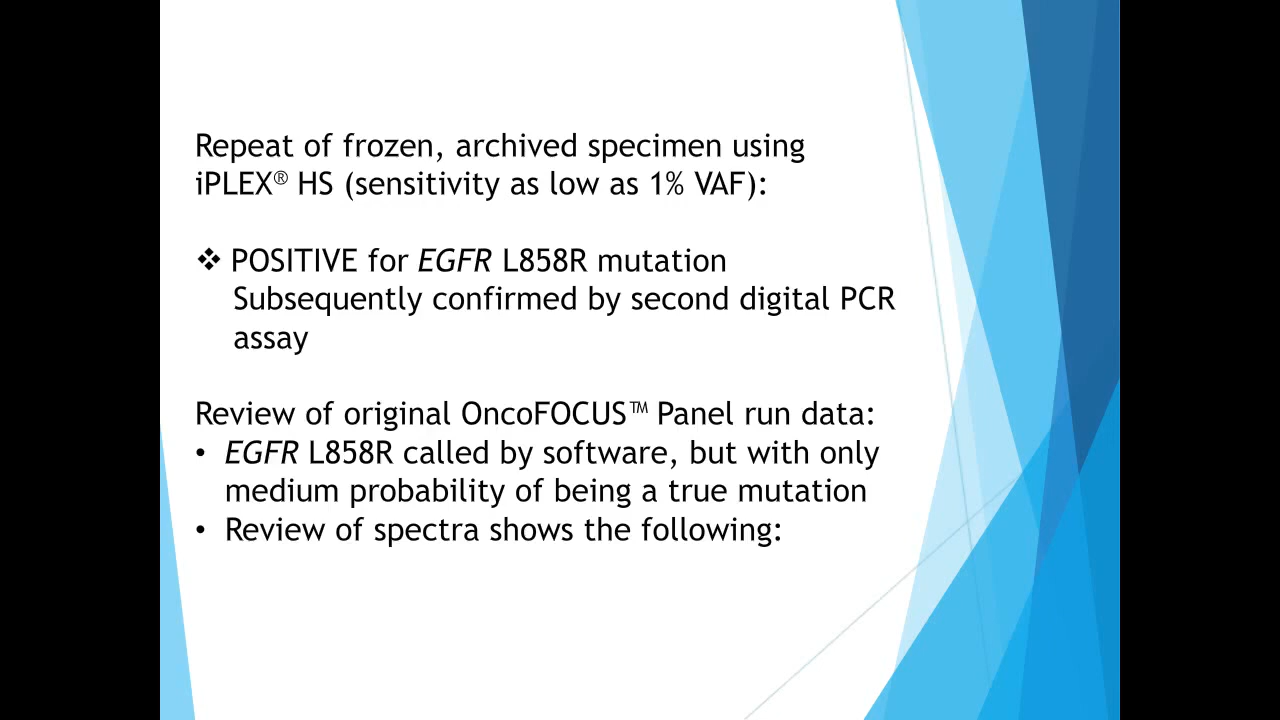 Repeat of frozen, archived specimen using
iPLEX® HS (sensitivity as low as 1% VAF):
❖ POSITIVE for EGFR L858R mutation
Subsequently confirmed by second digital PCR
assay
Review of original OncoFOCUS™ Panel run data:
• EGFR L858R called by software, but with only
medium probability of being a true mutation
• Review of spectra shows the following: